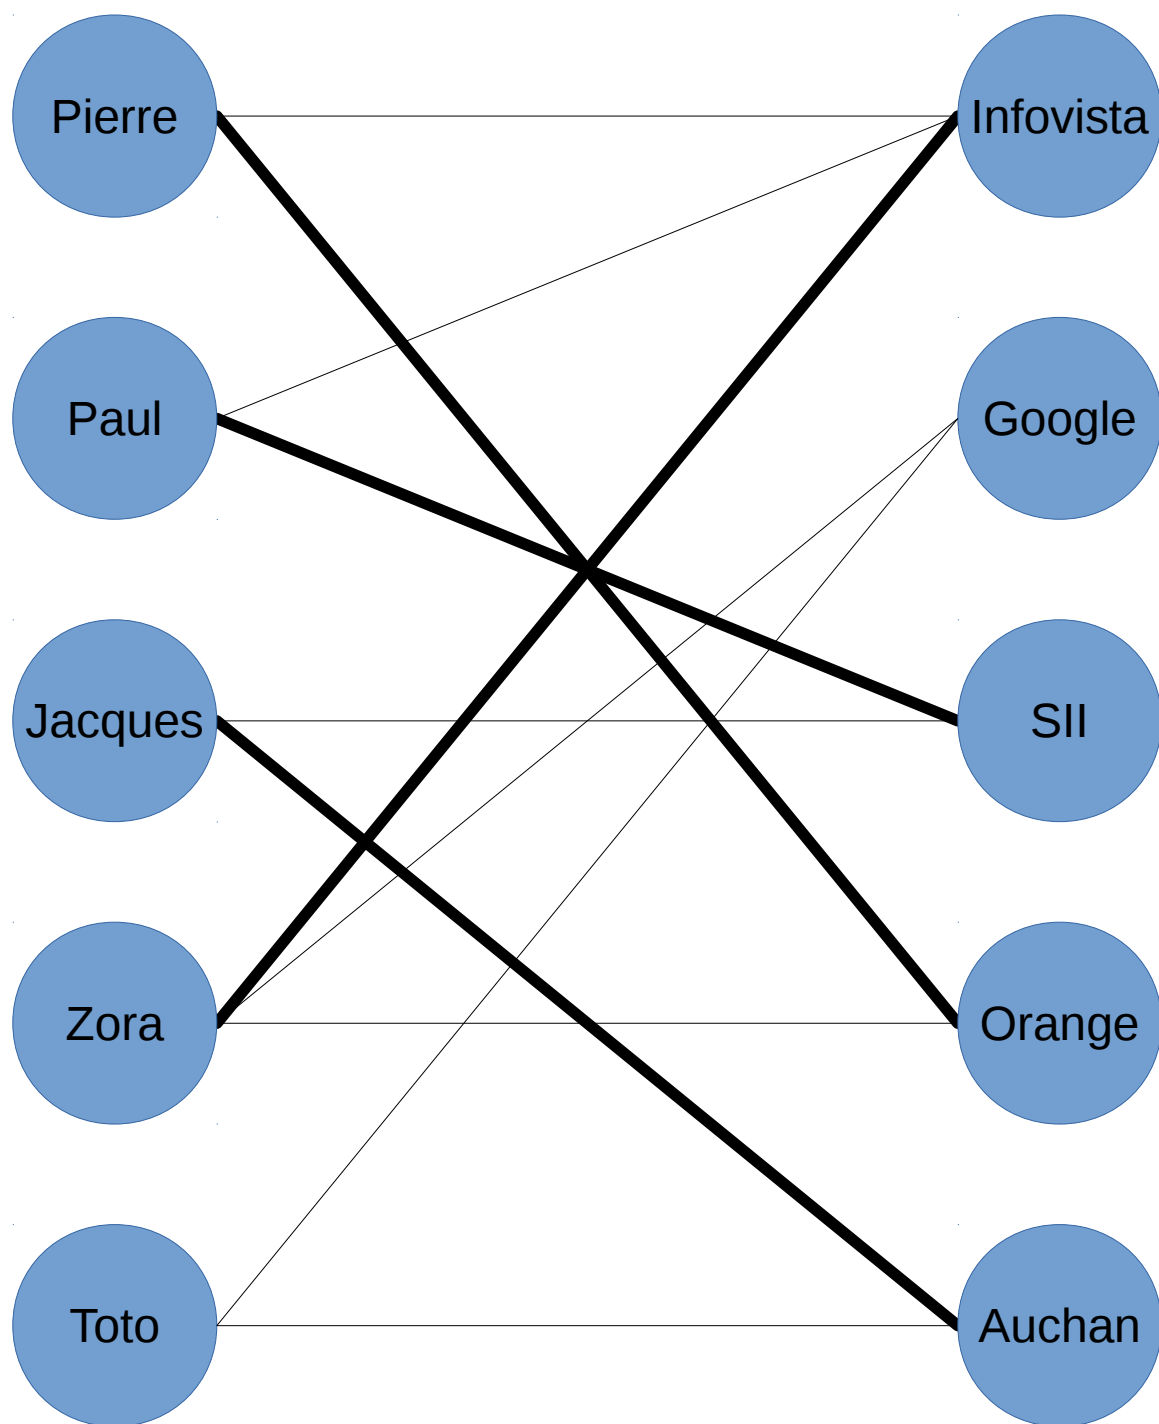 Pierre
Infovista
Paul
Google
Jacques
SII
Zora
Orange
Toto
Auchan